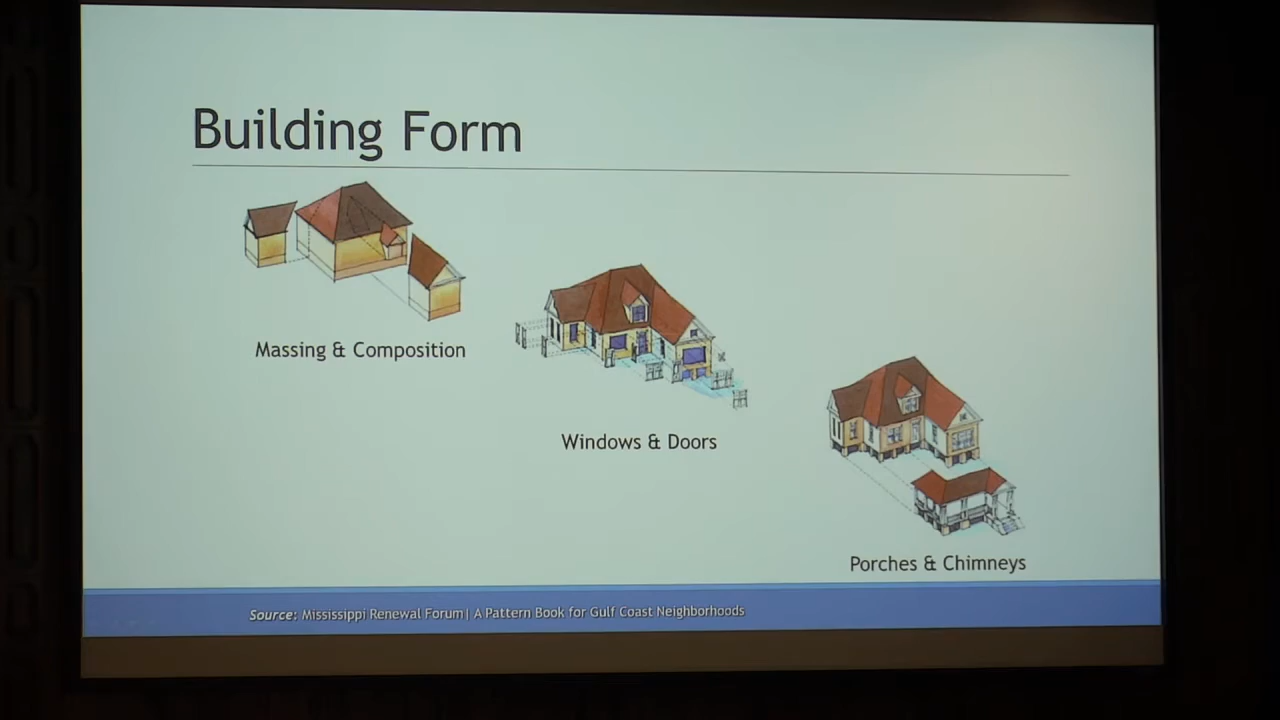 Building Form
Massing & Composition
Windows & Doors
Porches & Chimneys
Source: Mississippi Renewal Forum| A Pattern Book for Gulf Coast Neighborhoods